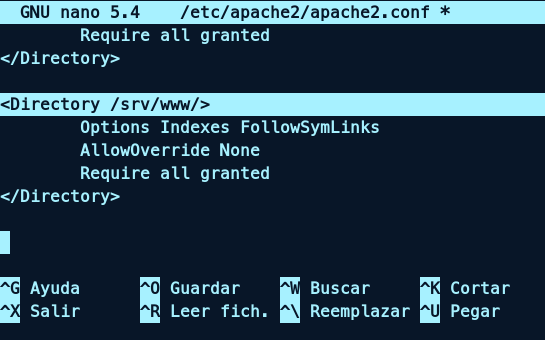 GNU nano 5.4 /etc/apache2/apache2.conf *
Require all granted
</Directory>
<Directory /srv/www/>
Options Indexes FollowSymLinks
AllowOverride None
Require all granted
</Directory>
^G Ayuda ^O Guardar ^W Buscar ^K Cortar
^X Salir ^R Leer fich. ^\ Reemplazar ^U Pegar